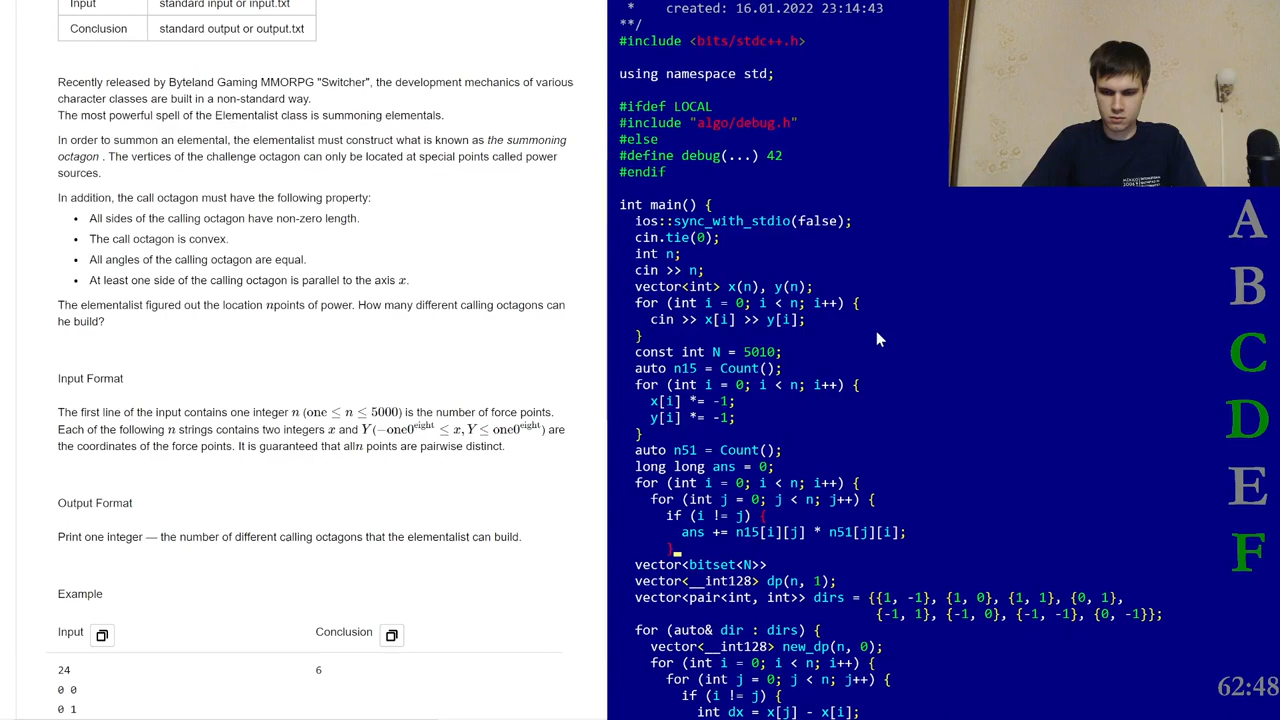 Input standard input or input.txt
Conclusion standard output or output.txt
Recently released by Byteland Gaming MMORPG "Switcher", the development mechanics of various
character classes are built in a non-standard way.
The most powerful spell of the Elementalist class is summoning elementals.
In order to summon an elemental, the elementalist must construct what is known as the summoning
octagon . The vertices of the challenge octagon can only be located at special points called power
sources.
In addition, the call octagon must have the following property:
• All sides of the calling octagon have non-zero length.
• The call octagon is convex.
• All angles of the calling octagon are equal.
• At least one side of the calling octagon is parallel to the axis x.
The elementalist figured out the location npoints of power. How many different calling octagons can
he build?
Input Format
The first line of the input contains one integer n (one ≤ n ≤ 5000) is the number of force points.
Each of the following n strings contains two integers x and Y (−one0^eight ≤ x, Y ≤ one0^eight) are
the coordinates of the force points. It is guaranteed that alln points are pairwise distinct.
Output Format
Print one integer — the number of different calling octagons that the elementalist can build.
Example
Input Conclusion
24 6
0 0
0 1
* created: 16.01.2022 23:14:43
**/
#include <bits/stdc++.h>
using namespace std;
#ifdef LOCAL
#include "algo/debug.h"
#else
#define debug(...) 42
#endif
int main() {
ios::sync_with_stdio(false);
cin.tie(0);
int n;
cin >> n;
vector<int> x(n), y(n);
for (int i = 0; i < n; i++) {
cin >> x[i] >> y[i];
}
const int N = 5010;
auto n15 = Count();
for (int i = 0; i < n; i++) {
x[i] *= -1;
y[i] *= -1;
}
auto n51 = Count();
long long ans = 0;
for (int i = 0; i < n; i++) {
for (int j = 0; j < n; j++) {
if (i != j) {
ans += n15[i][j] * n51[j][i];
}
vector<bitset<N>>
vector<__int128> dp(n, 1);
vector<pair<int, int>> dirs = {{1, -1}, {1, 0}, {1, 1}, {0, 1},
{-1, 1}, {-1, 0}, {-1, -1}, {0, -1}};
for (auto& dir : dirs) {
vector<__int128> new_dp(n, 0);
for (int i = 0; i < n; i++) {
for (int j = 0; j < n; j++) {
if (i != j) {
int dx = x[j] - x[i];
A
B
C
D
E
F
62:48